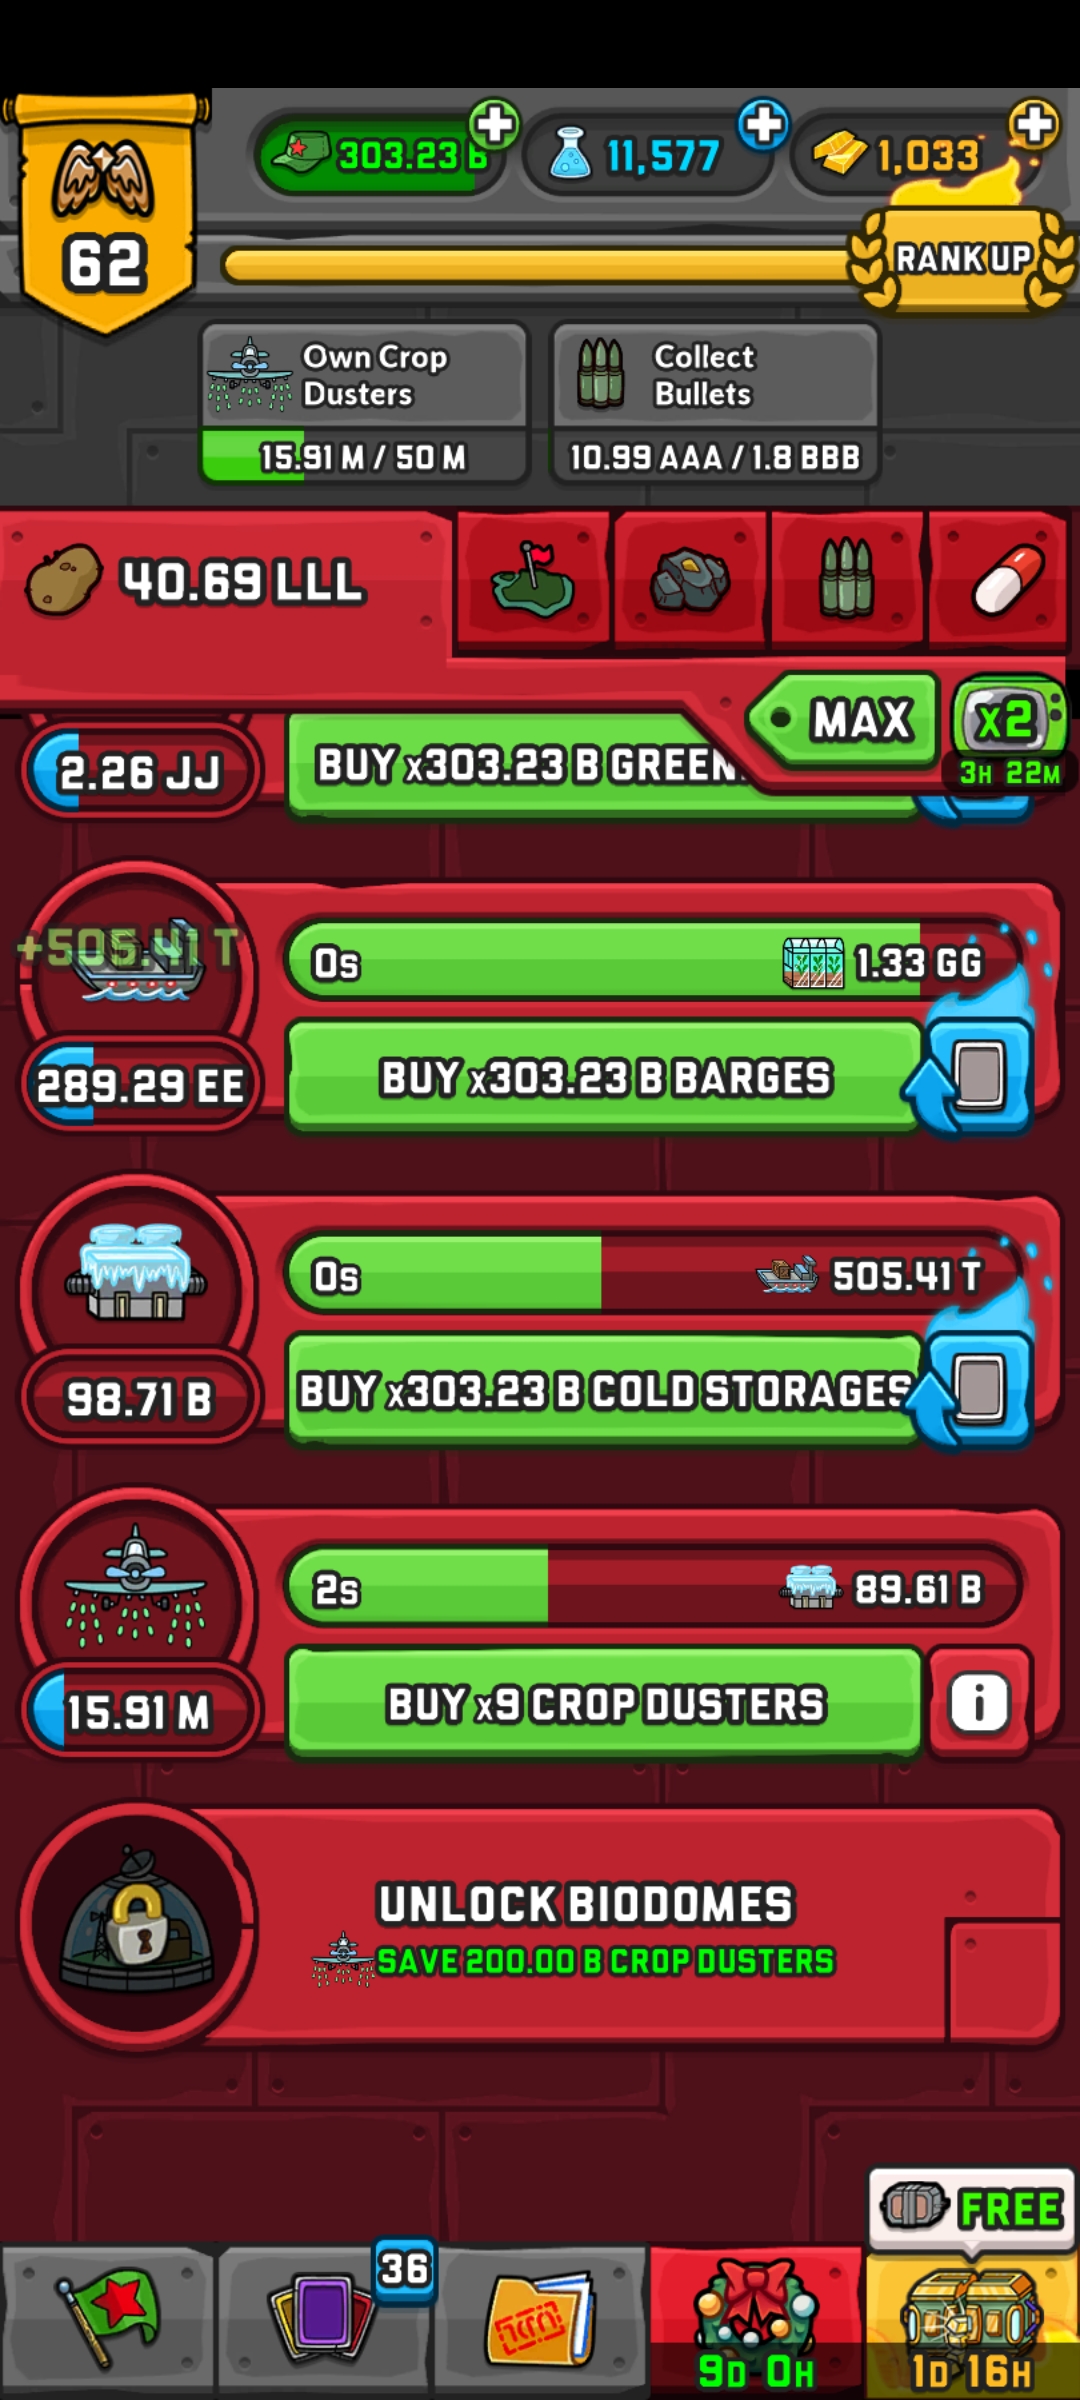 303.23 B
11,577
1,033
62
RANK UP
Own Crop
Dusters
15.91 M / 50 M
Collect
Bullets
10.99 AAA / 1.8 BBB
40.69 LLL
MAX
x2
3H 22M
2.26 JJ
BUY x303.23 B GREEN
+505.41 T
0s
1.33 GG
289.29 EE
BUY x303.23 B BARGES
0s
505.41 T
98.71 B
BUY x303.23 B COLD STORAGES
2s
89.61 B
15.91 M
BUY x9 CROP DUSTERS
i
UNLOCK BIODOMES
SAVE 200.00 B CROP DUSTERS
FREE
36
9D 0H
1D 16H